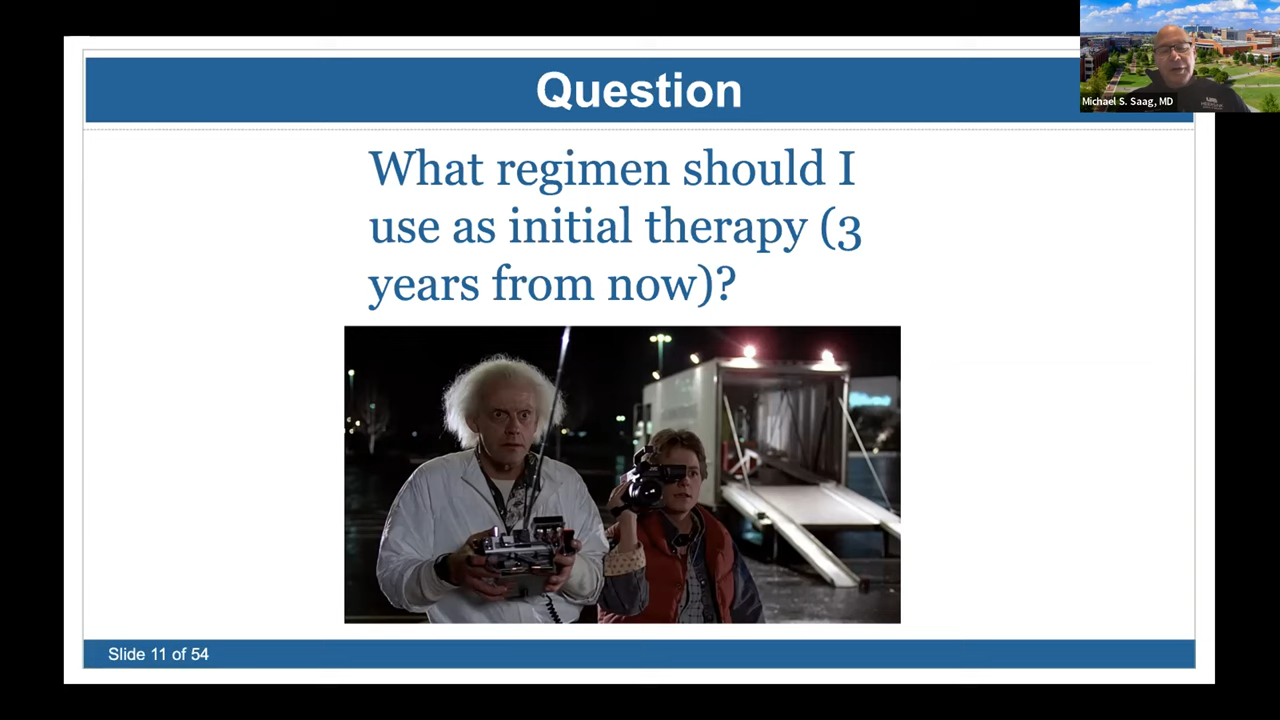 Question
Michael S. Saag, MD
What regimen should I
use as initial therapy (3
years from now)?
Slide 11 of 54